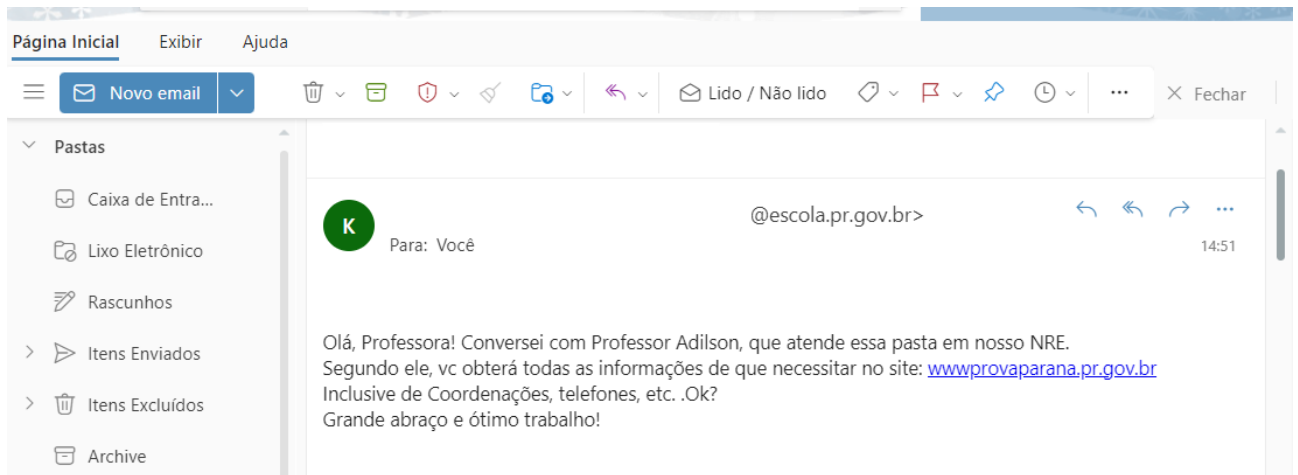 Página Inicial Exibir Ajuda
Novo email Lido / Não lido Fechar
Pastas
Caixa de Entra...
Lixo Eletrônico
Rascunhos
Itens Enviados
Itens Excluídos
Archive
K
@escola.pr.gov.br>
Para: Você
14:51
Olá, Professora! Conversei com Professor Adilson, que atende essa pasta em nosso NRE.
Segundo ele, vc obterá todas as informações de que necessitar no site: wwwprovaparana.pr.gov.br
Inclusive de Coordenações, telefones, etc. .Ok?
Grande abraço e ótimo trabalho!